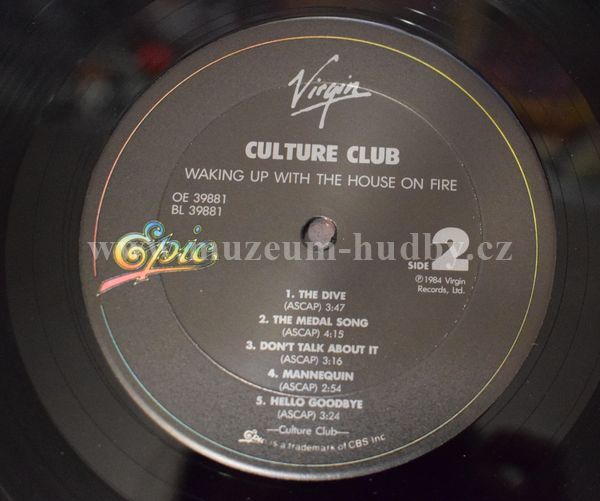 Virgin
CULTURE CLUB
WAKING UP WITH THE HOUSE ON FIRE
OE 39881
BL 39881
Epic
www.muzeum-hudby.cz
SIDE 2
℗1984 Virgin
Records, Ltd.
1. THE DIVE
(ASCAP) 3:47
2. THE MEDAL SONG
(ASCAP) 4:15
3. DON'T TALK ABOUT IT
(ASCAP) 3:16
4. MANNEQUIN
(ASCAP) 2:54
5. HELLO GOODBYE
(ASCAP) 3:24
—Culture Club—
Epic is a trademark of CBS Inc